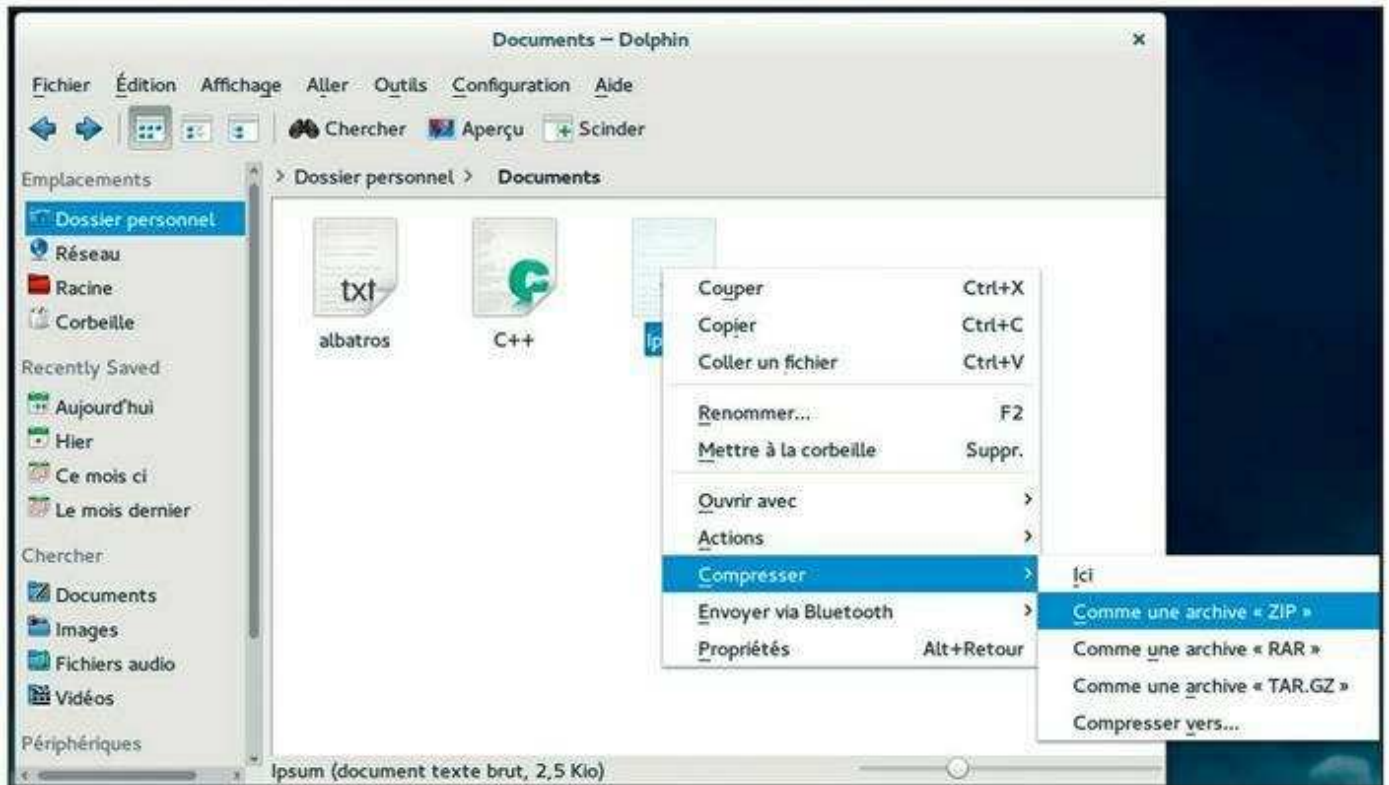 Documents – Dolphin
Fichier Édition Affichage Aller Outils Configuration Aide
Chercher Aperçu Scinder
Emplacements
> Dossier personnel > Documents
Dossier personnel
Réseau
Racine
Corbeille
Recently Saved
Aujourd'hui
Hier
Ce mois ci
Le mois dernier
Chercher
Documents
Images
Fichiers audio
Vidéos
Périphériques
txt
albatros
C++
Couper Ctrl+X
Copier Ctrl+C
Coller un fichier Ctrl+V
Renommer... F2
Mettre à la corbeille Suppr.
Ouvrir avec
Actions
Compresser
Envoyer via Bluetooth
Propriétés Alt+Retour
Ici
Comme une archive « ZIP »
Comme une archive « RAR »
Comme une archive « TAR.GZ »
Compresser vers...
Ipsum (document texte brut, 2,5 Kio)